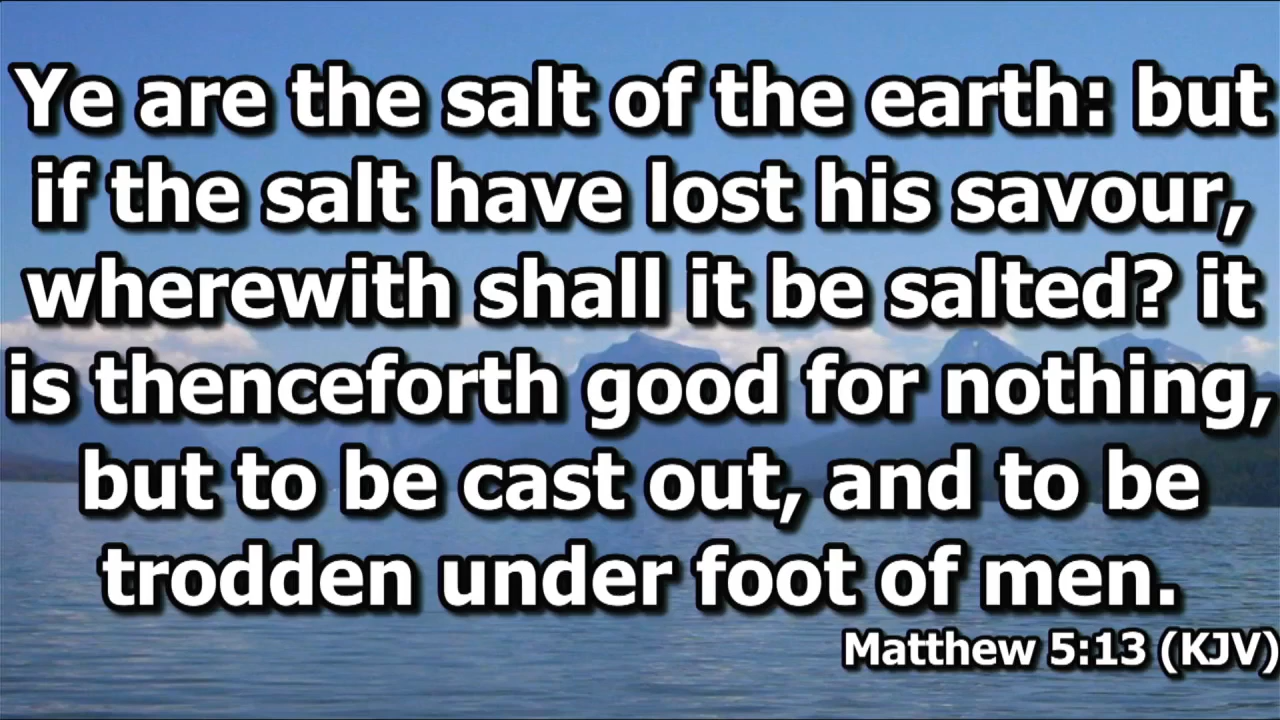 Ye are the salt of the earth: but
if the salt have lost his savour,
wherewith shall it be salted? it
is thenceforth good for nothing,
but to be cast out, and to be
trodden under foot of men.
Matthew 5:13 (KJV)